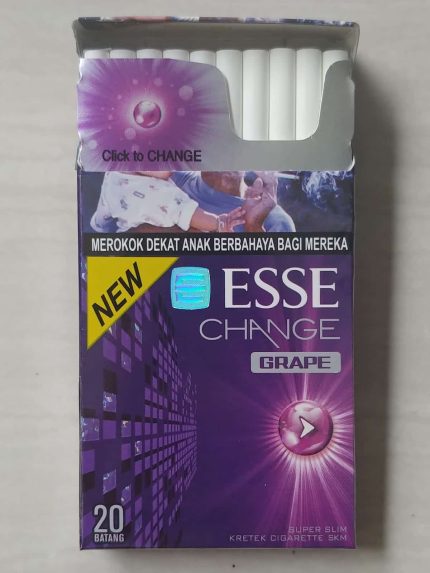 Click to CHANGE
MEROKOK DEKAT ANAK BERBAHAYA BAGI MEREKA
NEW
ESSE
CHANGE
GRAPE
20
BATANG
SUPER SLIM
KRETEK CIGARETTE SKM